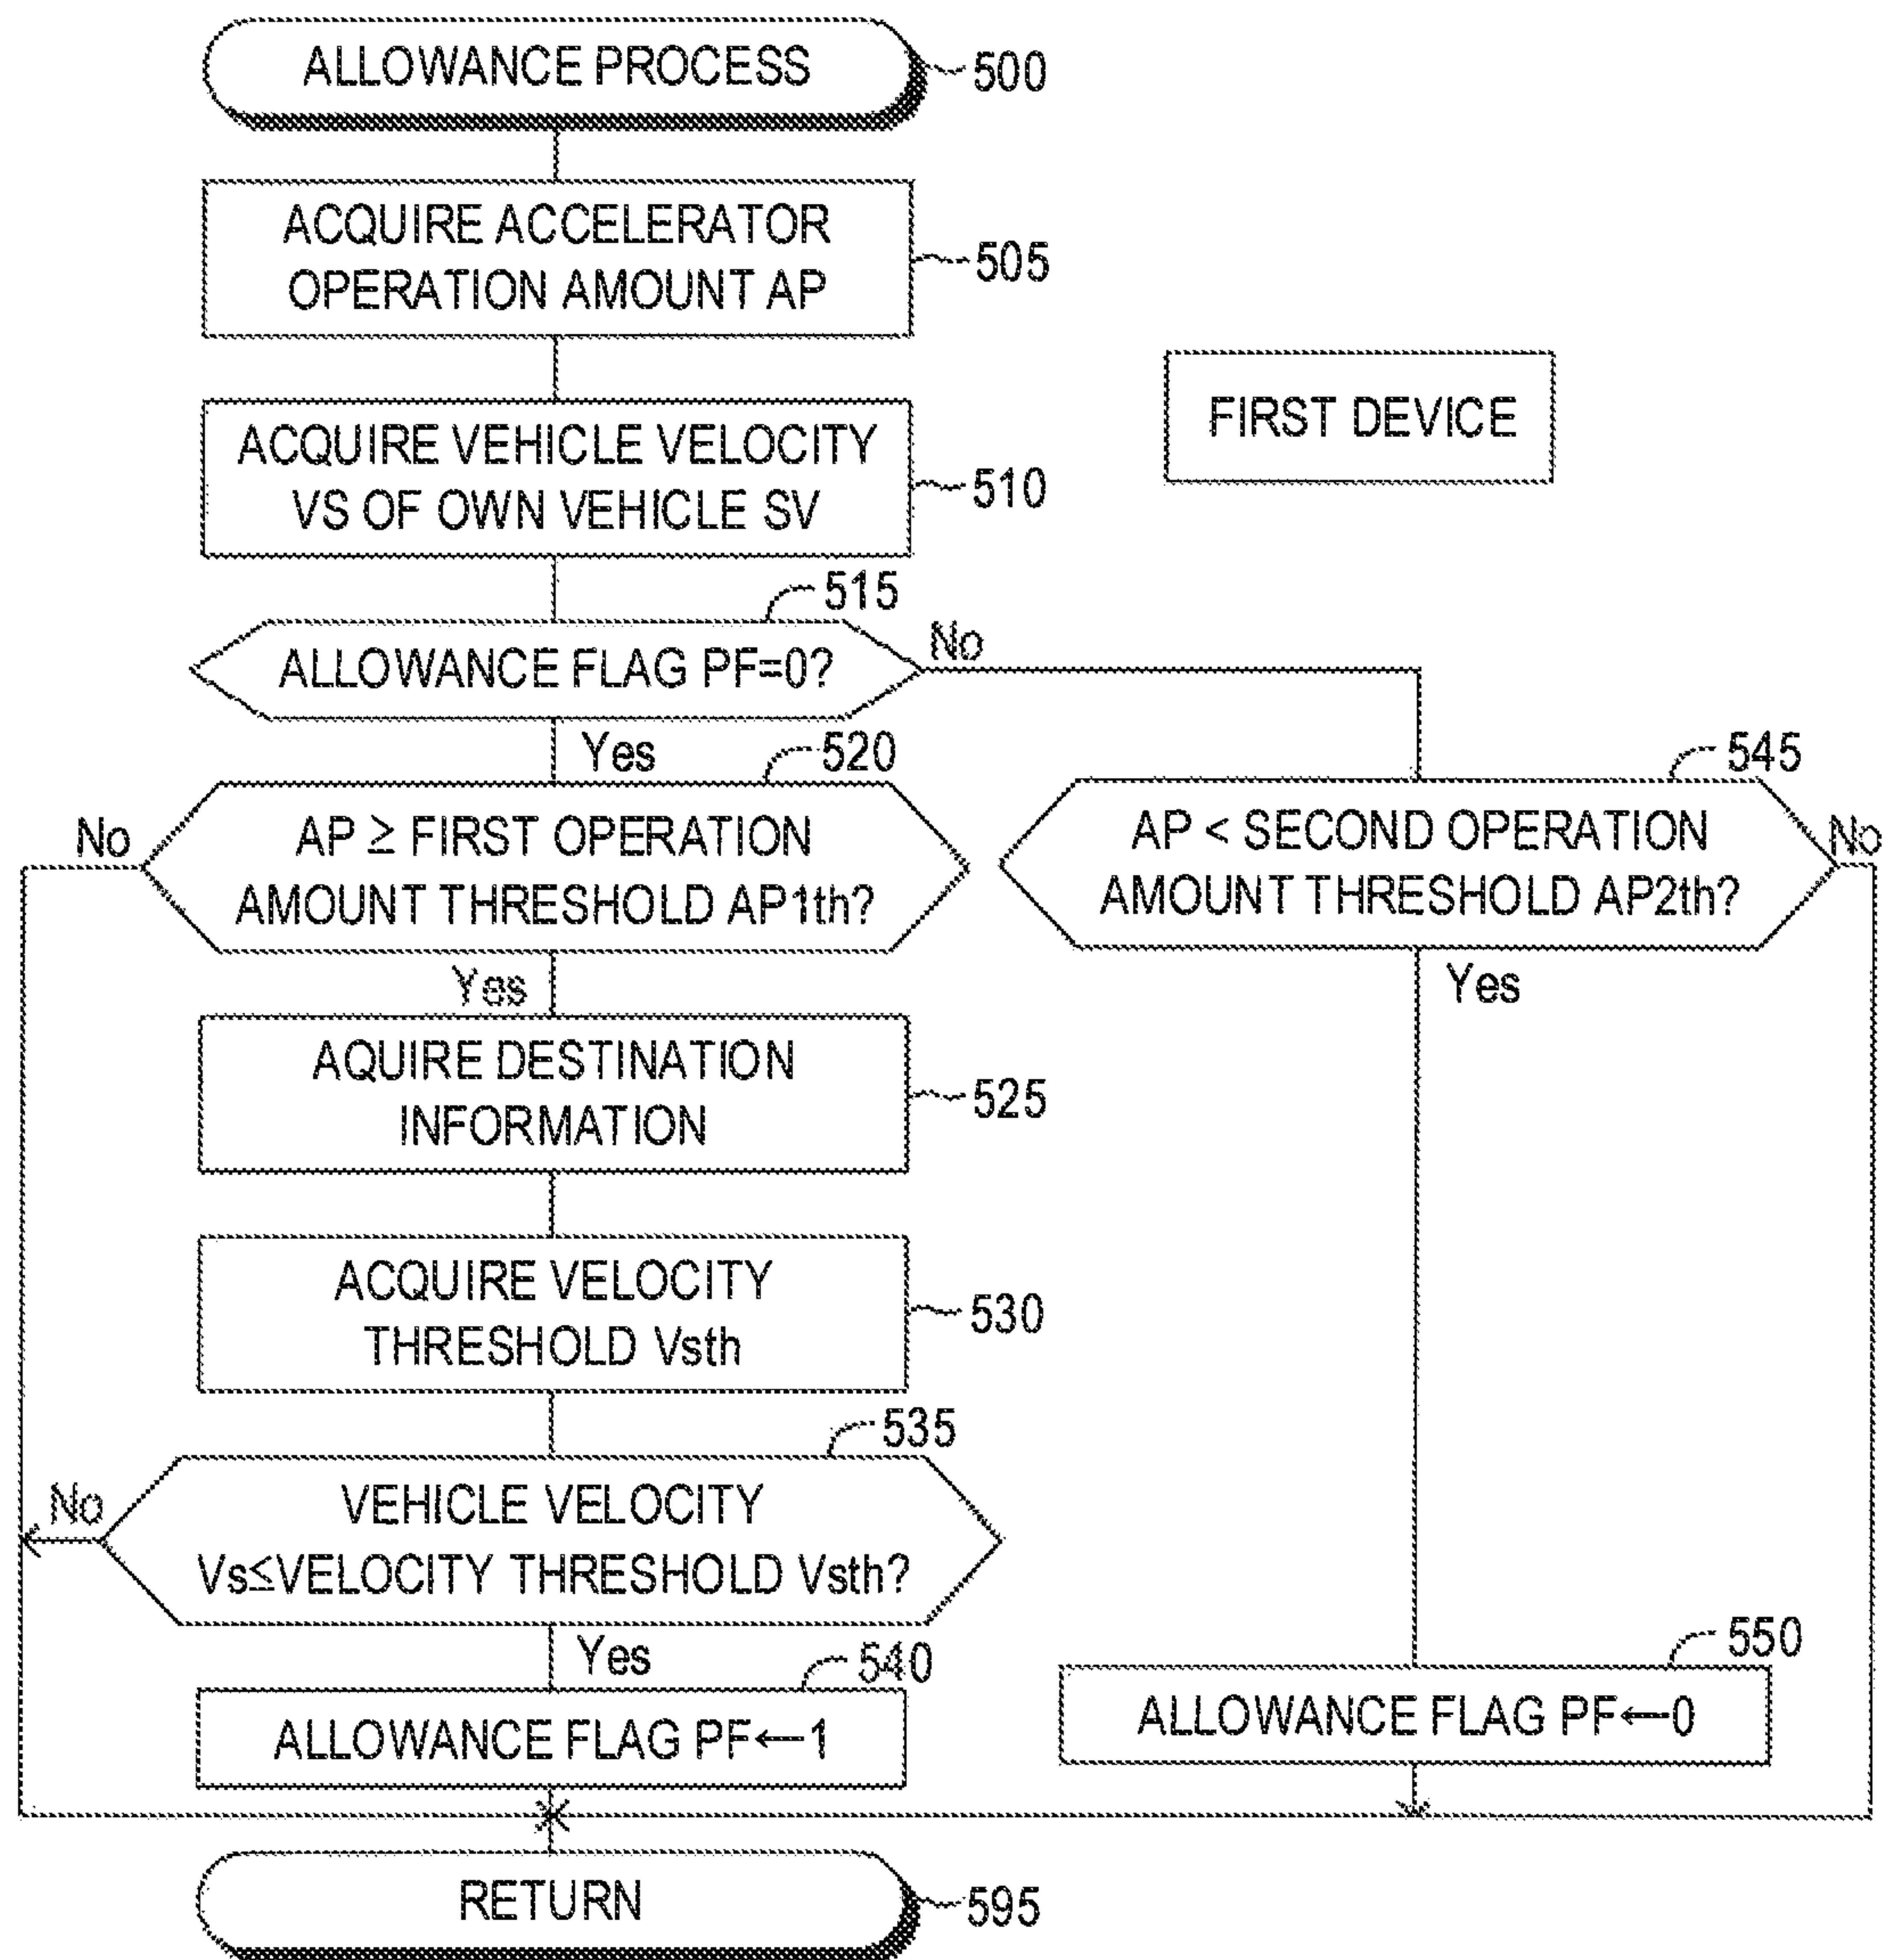 ALLOWANCE PROCESS
500
ACQUIRE ACCELERATOR
OPERATION AMOUNT AP
505
ACQUIRE VEHICLE VELOCITY
VS OF OWN VEHICLE SV
510
FIRST DEVICE
515
ALLOWANCE FLAG PF=0?
No
Yes
520
AP ≥ FIRST OPERATION
AMOUNT THRESHOLD AP1th?
No
Yes
545
AP < SECOND OPERATION
AMOUNT THRESHOLD AP2th?
No
Yes
AQUIRE DESTINATION
INFORMATION
525
ACQUIRE VELOCITY
THRESHOLD Vsth
530
535
VEHICLE VELOCITY
Vs≤VELOCITY THRESHOLD Vsth?
No
Yes
540
ALLOWANCE FLAG PF←1
550
ALLOWANCE FLAG PF←0
RETURN
595